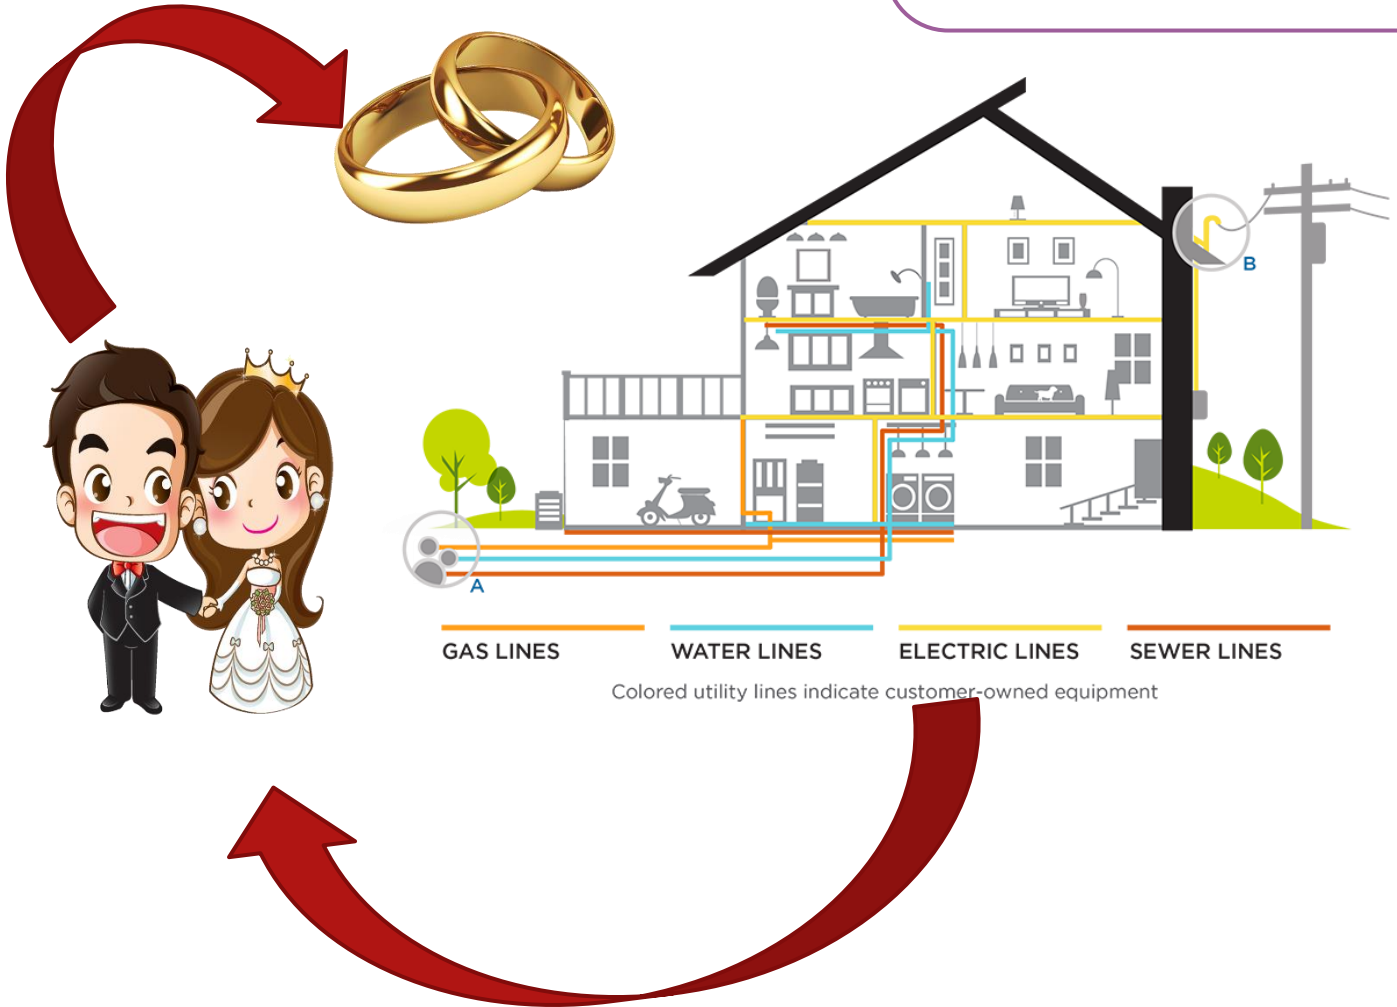 B
A
GAS LINES
WATER LINES
ELECTRIC LINES
SEWER LINES
Colored utility lines indicate customer-owned equipment